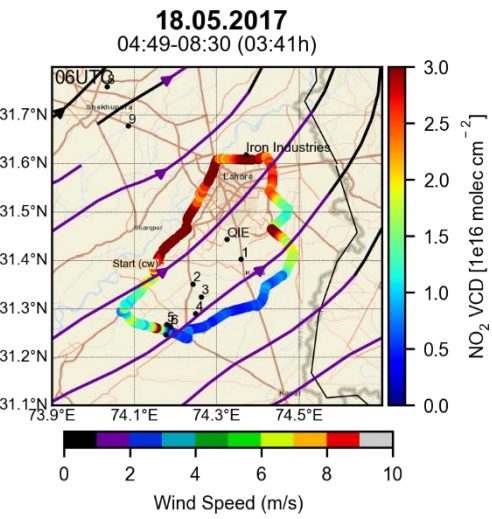 18.05.2017
04:49-08:30 (03:41h)
06UTC
8
Shekhupura
9
Iron Industries
Lahore
Sharqpur
QIE
1
Start (cw)
2
3
4
5
6
31.7°N
31.6°N
31.5°N
31.4°N
31.3°N
31.2°N
31.1°N
73.9°E
74.1°E
74.3°E
74.5°E
3.0
2.5
2.0
1.5
1.0
0.5
0.0
NO₂ VCD [1e16 molec cm⁻²]
0 2 4 6 8 10
Wind Speed (m/s)